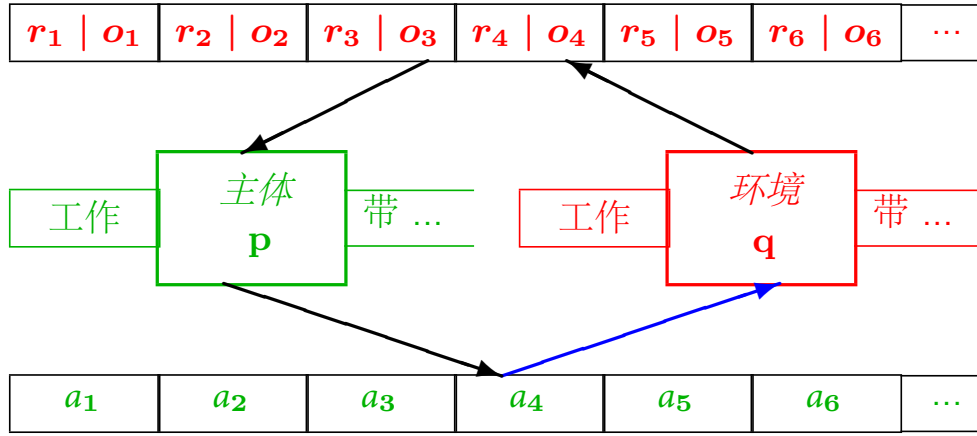 r₁ | o₁ r₂ | o₂ r₃ | o₃ r₄ | o₄ r₅ | o₅ r₆ | o₆ ...
工作 主体 带 ... 工作 环境 带 ...
p q
a₁ a₂ a₃ a₄ a₅ a₆ ...